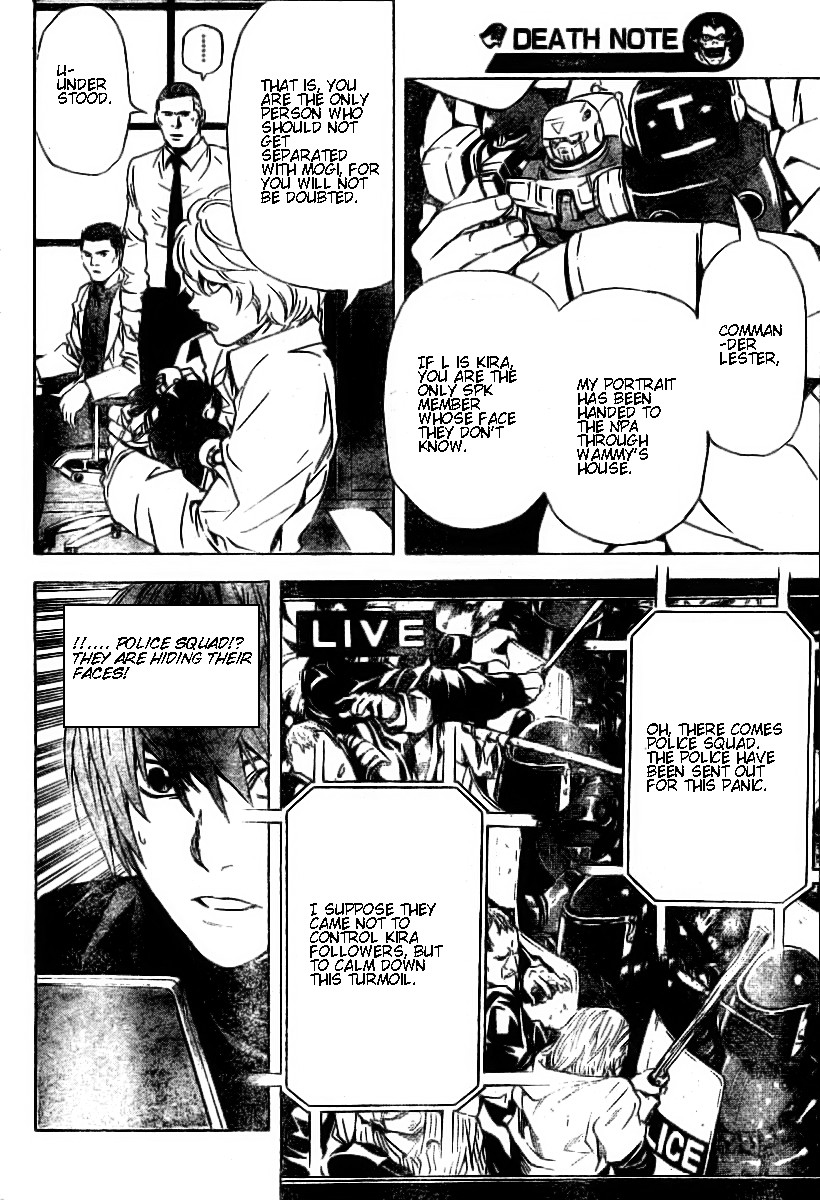 DEATH NOTE
COMMAN
-DER
LESTER,
MY PORTRAIT
HAS BEEN
HANDED TO
THE NPA
THROUGH
WAMMY'S
HOUSE.
IF L IS KIRA,
YOU ARE THE
ONLY SPK
MEMBER
WHOSE FACE
THEY DON'T
KNOW.
THAT IS, YOU
ARE THE ONLY
PERSON WHO
SHOULD NOT
GET
SEPARATED
WITH MOGI, FOR
YOU WILL NOT
BE DOUBTED.
U-
UNDER
STOOD.
LIVE
OH, THERE COMES
POLICE SQUAD.
THE POLICE HAVE
BEEN SENT OUT
FOR THIS PANIC.
I SUPPOSE THEY
CAME NOT TO
CONTROL KIRA
FOLLOWERS, BUT
TO CALM DOWN
THIS TURMOIL.
LICE
!!.... POLICE SQUAD!?
THEY ARE HIDING THEIR
FACES!